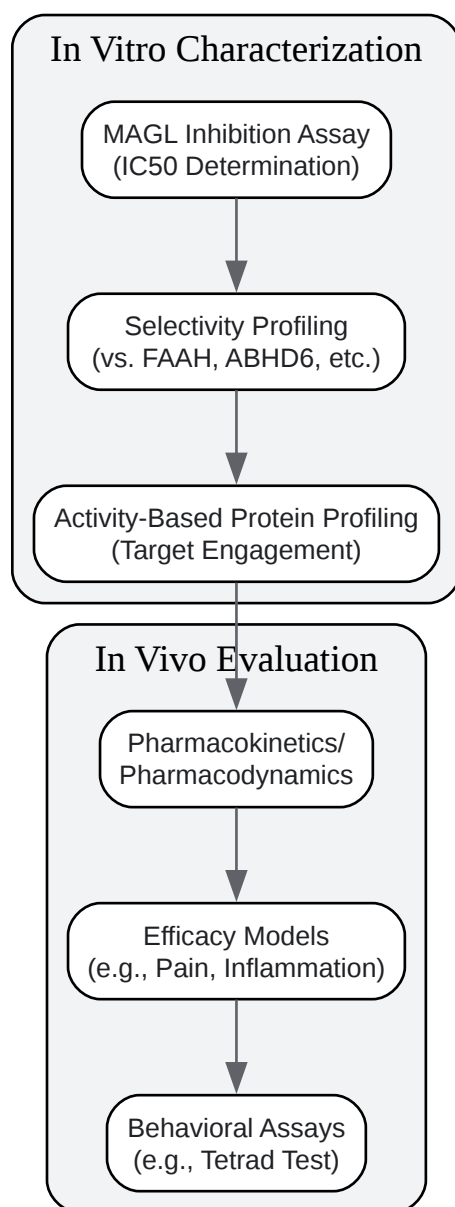 In Vitro Characterization
MAGL Inhibition Assay
(IC50 Determination)
Selectivity Profiling
(vs. FAAH, ABHD6, etc.)
Activity-Based Protein Profiling
(Target Engagement)
In Vivo Evaluation
Pharmacokinetics/
Pharmacodynamics
Efficacy Models
(e.g., Pain, Inflammation)
Behavioral Assays
(e.g., Tetrad Test)